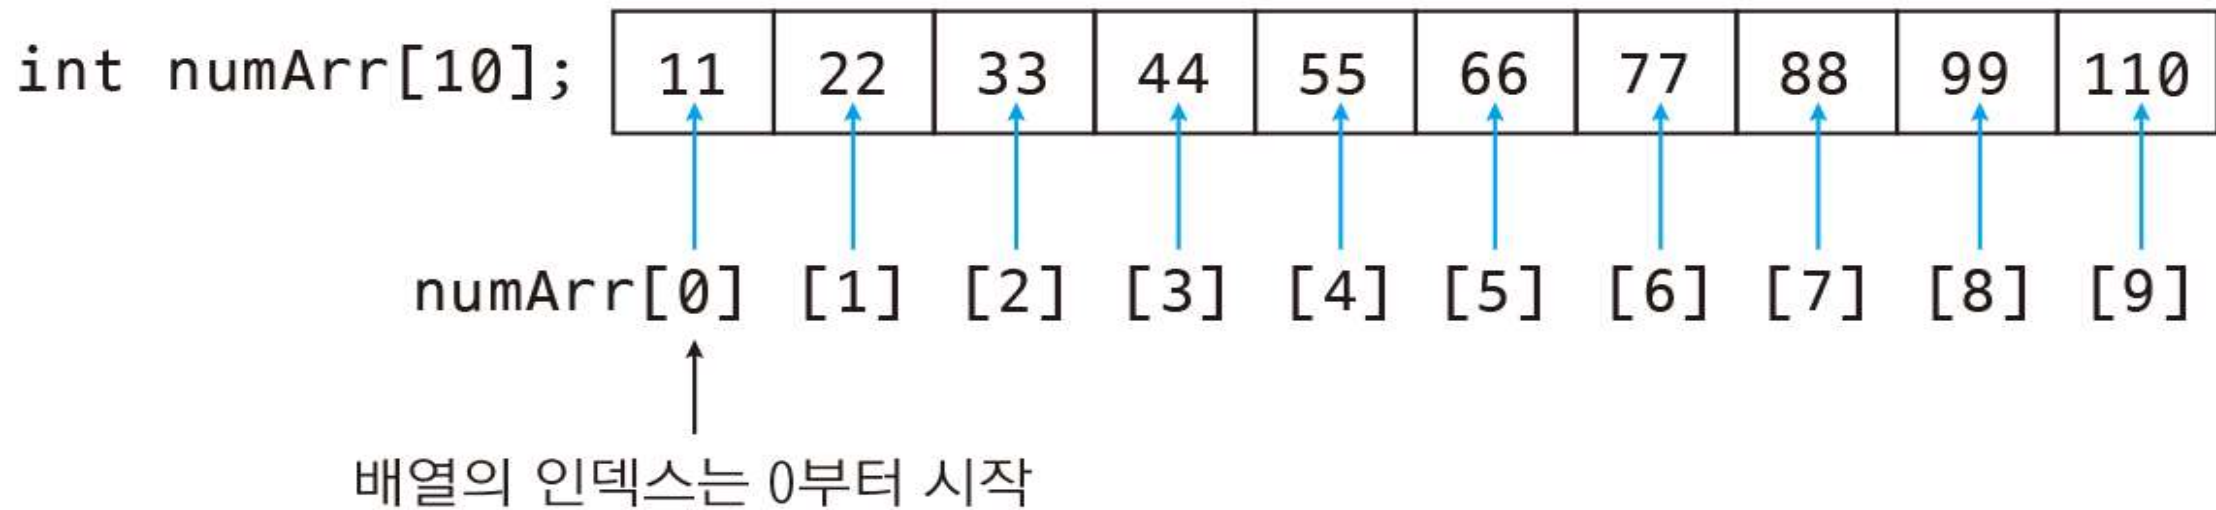 int numArr[10]; 11 22 33 44 55 66 77 88 99 110
numArr[0] [1] [2] [3] [4] [5] [6] [7] [8] [9]
배열의 인덱스는 0부터 시작